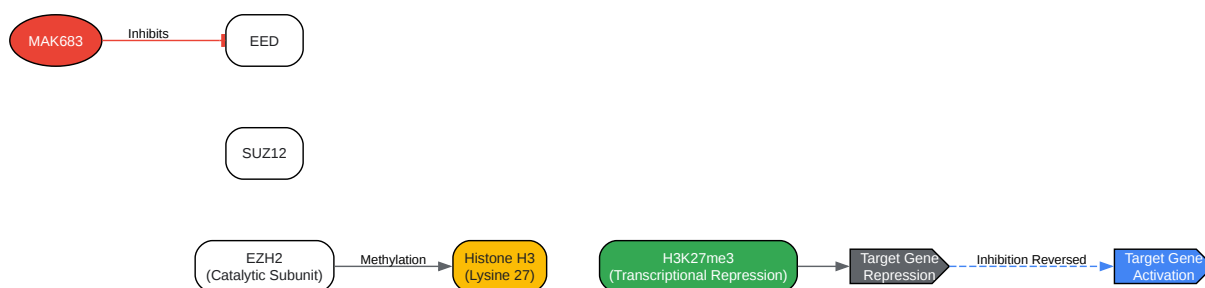 MAK683
Inhibits
EED
SUZ12
EZH2
(Catalytic Subunit)
Methylation
Histone H3
(Lysine 27)
H3K27me3
(Transcriptional Repression)
Target Gene
Repression
Inhibition Reversed
Target Gene
Activation